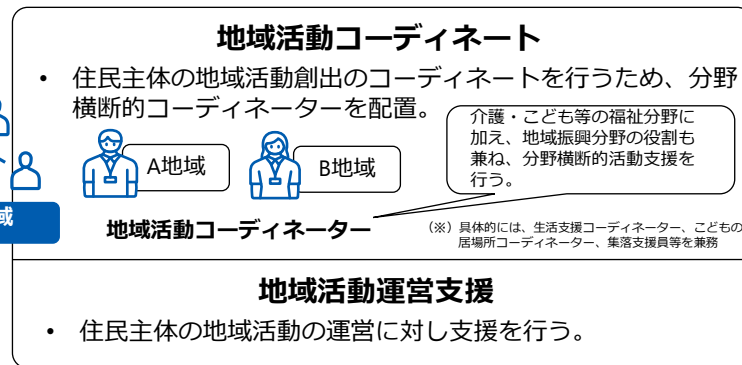 地域活動コーディネート
• 住民主体の地域活動創出のコーディネートを行うため、分野
横断的コーディネーターを配置。
介護・こども等の福祉分野に
加え、地域振興分野の役割も
兼ね、分野横断的活動支援を
行う。
A地域
B地域
域
地域活動コーディネーター
（※）具体的には、生活支援コーディネーター、こどもの
居場所コーディネーター、集落支援員等を兼務
地域活動運営支援
• 住民主体の地域活動の運営に対し支援を行う。